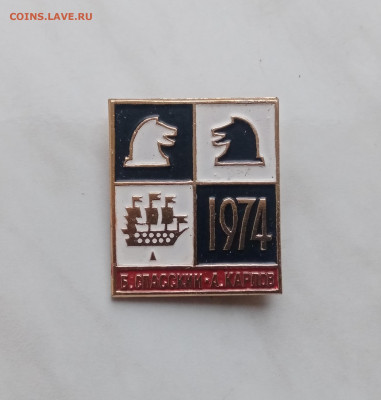 COINS.LAVE.RU
1974
Б. СПАССКИЙ-А. КАРПОВ